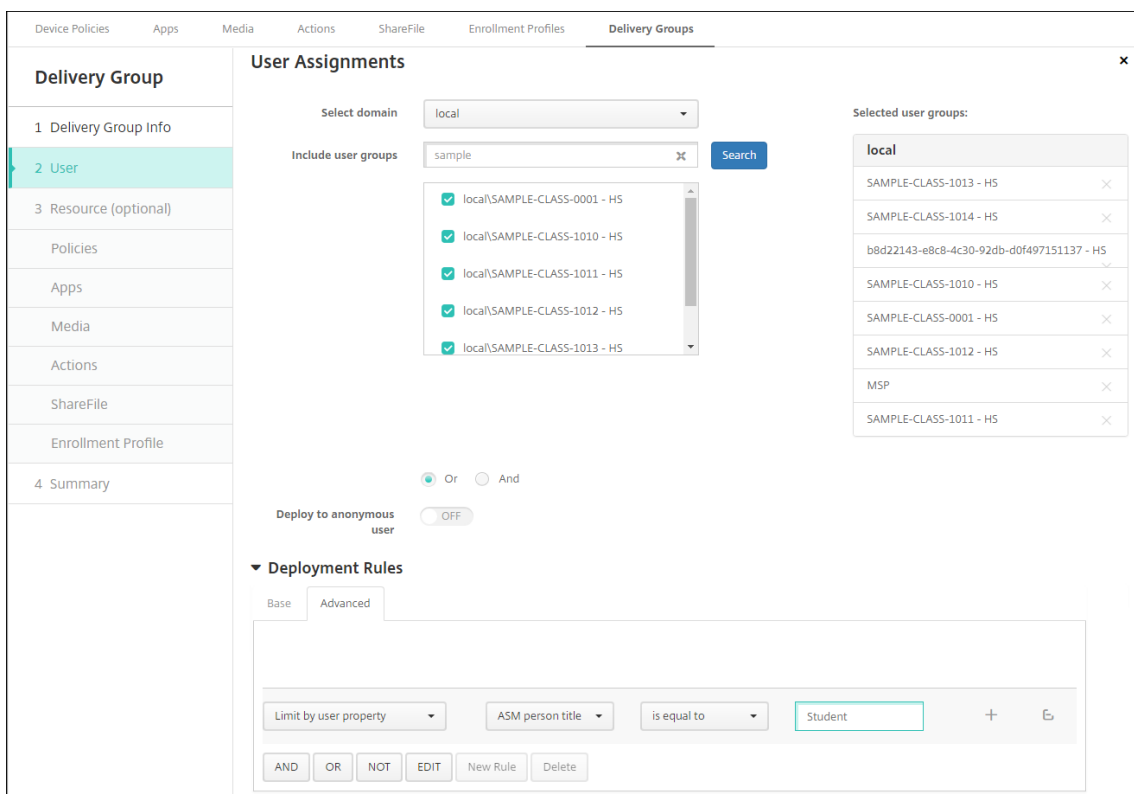 Device Policies Apps Media Actions ShareFile Enrollment Profiles Delivery Groups
Delivery Group
1 Delivery Group Info
2 User
3 Resource (optional)
Policies
Apps
Media
Actions
ShareFile
Enrollment Profile
4 Summary
User Assignments
Select domain local
Include user groups sample Search
local\SAMPLE-CLASS-0001 - HS
local\SAMPLE-CLASS-1010 - HS
local\SAMPLE-CLASS-1011 - HS
local\SAMPLE-CLASS-1012 - HS
local\SAMPLE-CLASS-1013 - HS
Selected user groups:
local
SAMPLE-CLASS-1013 - HS
SAMPLE-CLASS-1014 - HS
b8d22143-e8c8-4c30-92db-d0f497151137 - HS
SAMPLE-CLASS-1010 - HS
SAMPLE-CLASS-0001 - HS
SAMPLE-CLASS-1012 - HS
MSP
SAMPLE-CLASS-1011 - HS
Or And
Deploy to anonymous
user
OFF
Deployment Rules
Base Advanced
Limit by user property ASM person title is equal to Student
AND OR NOT EDIT New Rule Delete